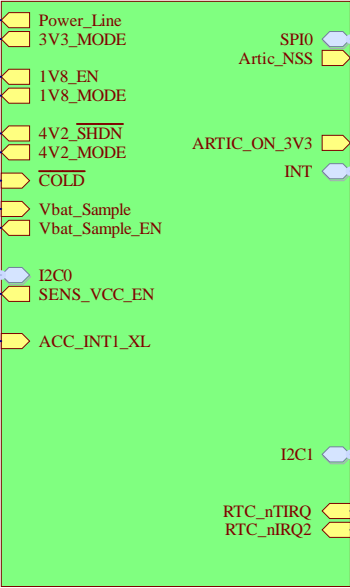 Power_Line
3V3_MODE
1V8_EN
1V8_MODE
4V2_SHDN
4V2_MODE
COLD
Vbat_Sample
Vbat_Sample_EN
I2C0
SENS_VCC_EN
ACC_INT1_XL
SPI0
Artic_NSS
ARTIC_ON_3V3
INT
I2C1
RTC_nTIRQ
RTC_nIRQ2